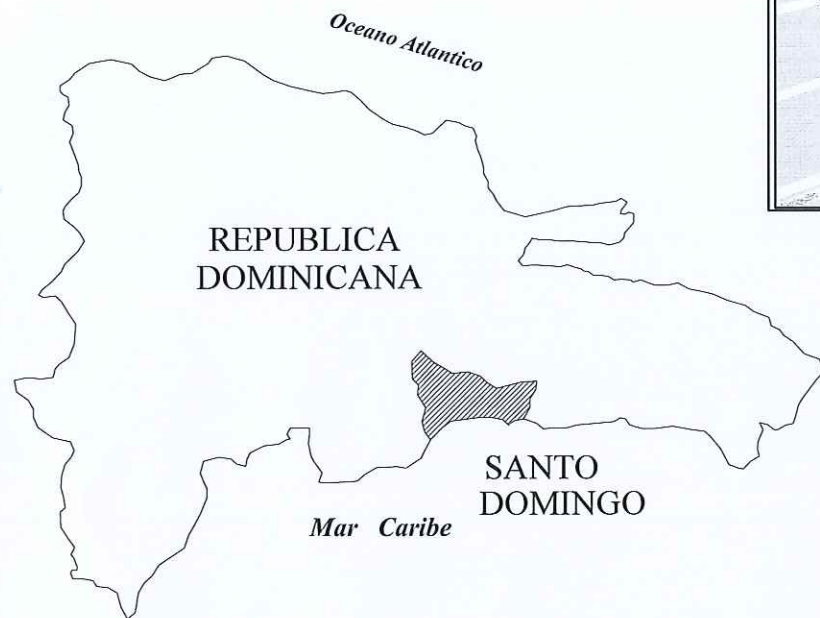 Oceano Atlantico
REPUBLICA
DOMINICANA
SANTO
DOMINGO
Mar Caribe